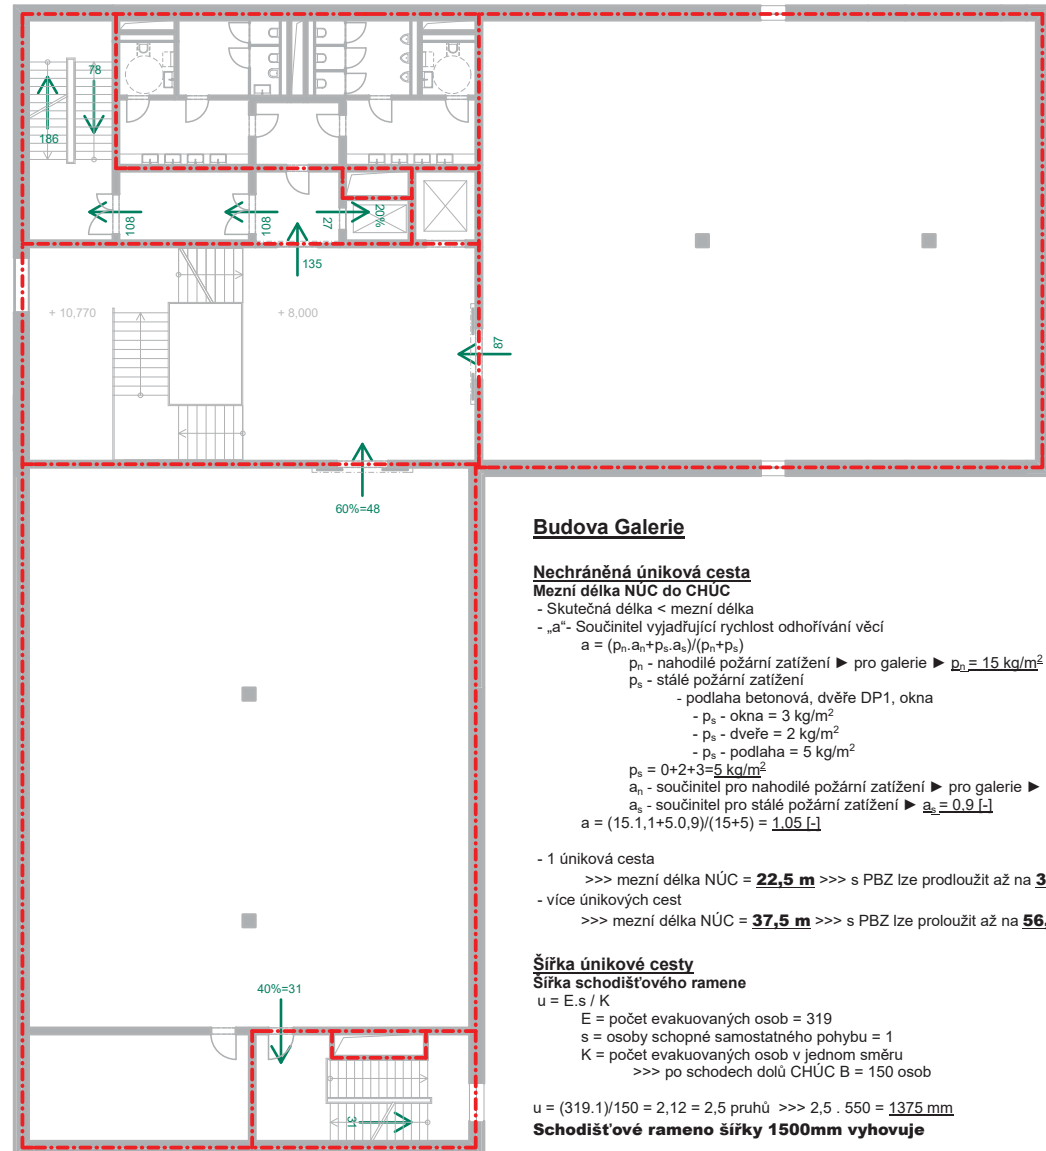 78
186
108
108
27
20%
135
+ 10,770
+ 8,000
87
60%=48
40%=31
31
Budova Galerie
Nechráněná úniková cesta
Mezní délka NÚC do CHÚC
- Skutečná délka < mezní délka
- „a“- Součinitel vyjadřující rychlost odhořívání věcí
a = (pn.an+ps.as)/(pn+ps)
pn - nahodilé požární zatížení ► pro galerie ► pn = 15 kg/m²
ps - stálé požární zatížení
- podlaha betonová, dvěře DP1, okna
- ps - okna = 3 kg/m²
- ps - dveře = 2 kg/m²
- ps - podlaha = 5 kg/m²
ps = 0+2+3=5 kg/m²
an - součinitel pro nahodilé požární zatížení ► pro galerie ►
as - součinitel pro stálé požární zatížení ► as = 0,9 [-]
a = (15.1,1+5.0,9)/(15+5) = 1,05 [-]
- 1 úniková cesta
>>> mezní délka NÚC = 22,5 m >>> s PBZ lze prodloužit až na 3
- více únikových cest
>>> mezní délka NÚC = 37,5 m >>> s PBZ lze proloužit až na 56,
Šířka únikové cesty
Šířka schodišťového ramene
u = E.s / K
E = počet evakuovaných osob = 319
s = osoby schopné samostatného pohybu = 1
K = počet evakuovaných osob v jednom směru
>>> po schodech dolů CHÚC B = 150 osob
u = (319.1)/150 = 2,12 = 2,5 pruhů >>> 2,5 . 550 = 1375 mm
Schodišťové rameno šířky 1500mm vyhovuje